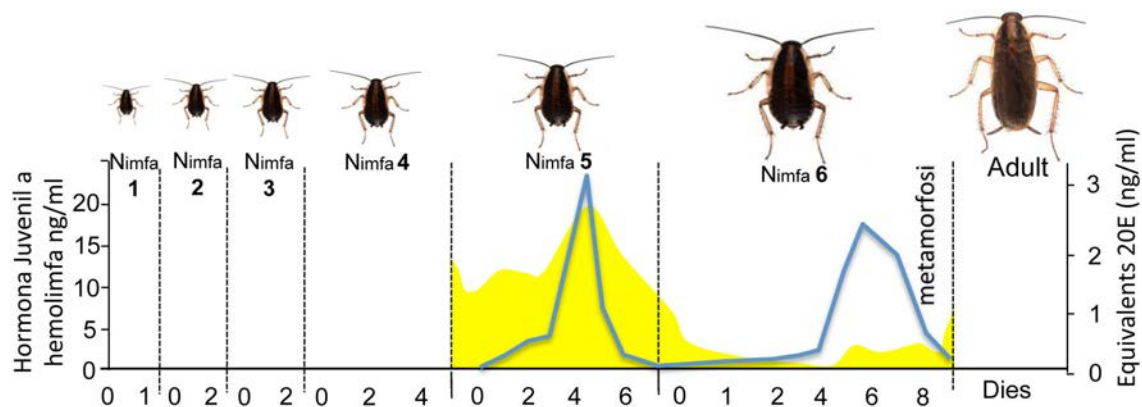 Nimfa 1
Nimfa 2
Nimfa 3
Nimfa 4
Nimfa 5
Nimfa 6
Adult
Hormona Juvenil a
hemolimfa ng/ml
20
15
10
5
0
metamorfosi
3
2
1
0
Equivalents 20E (ng/ml)
0 1 0 2 0 2 0 2 4 0 2 4 6 0 1 2 4 6 8 Dies